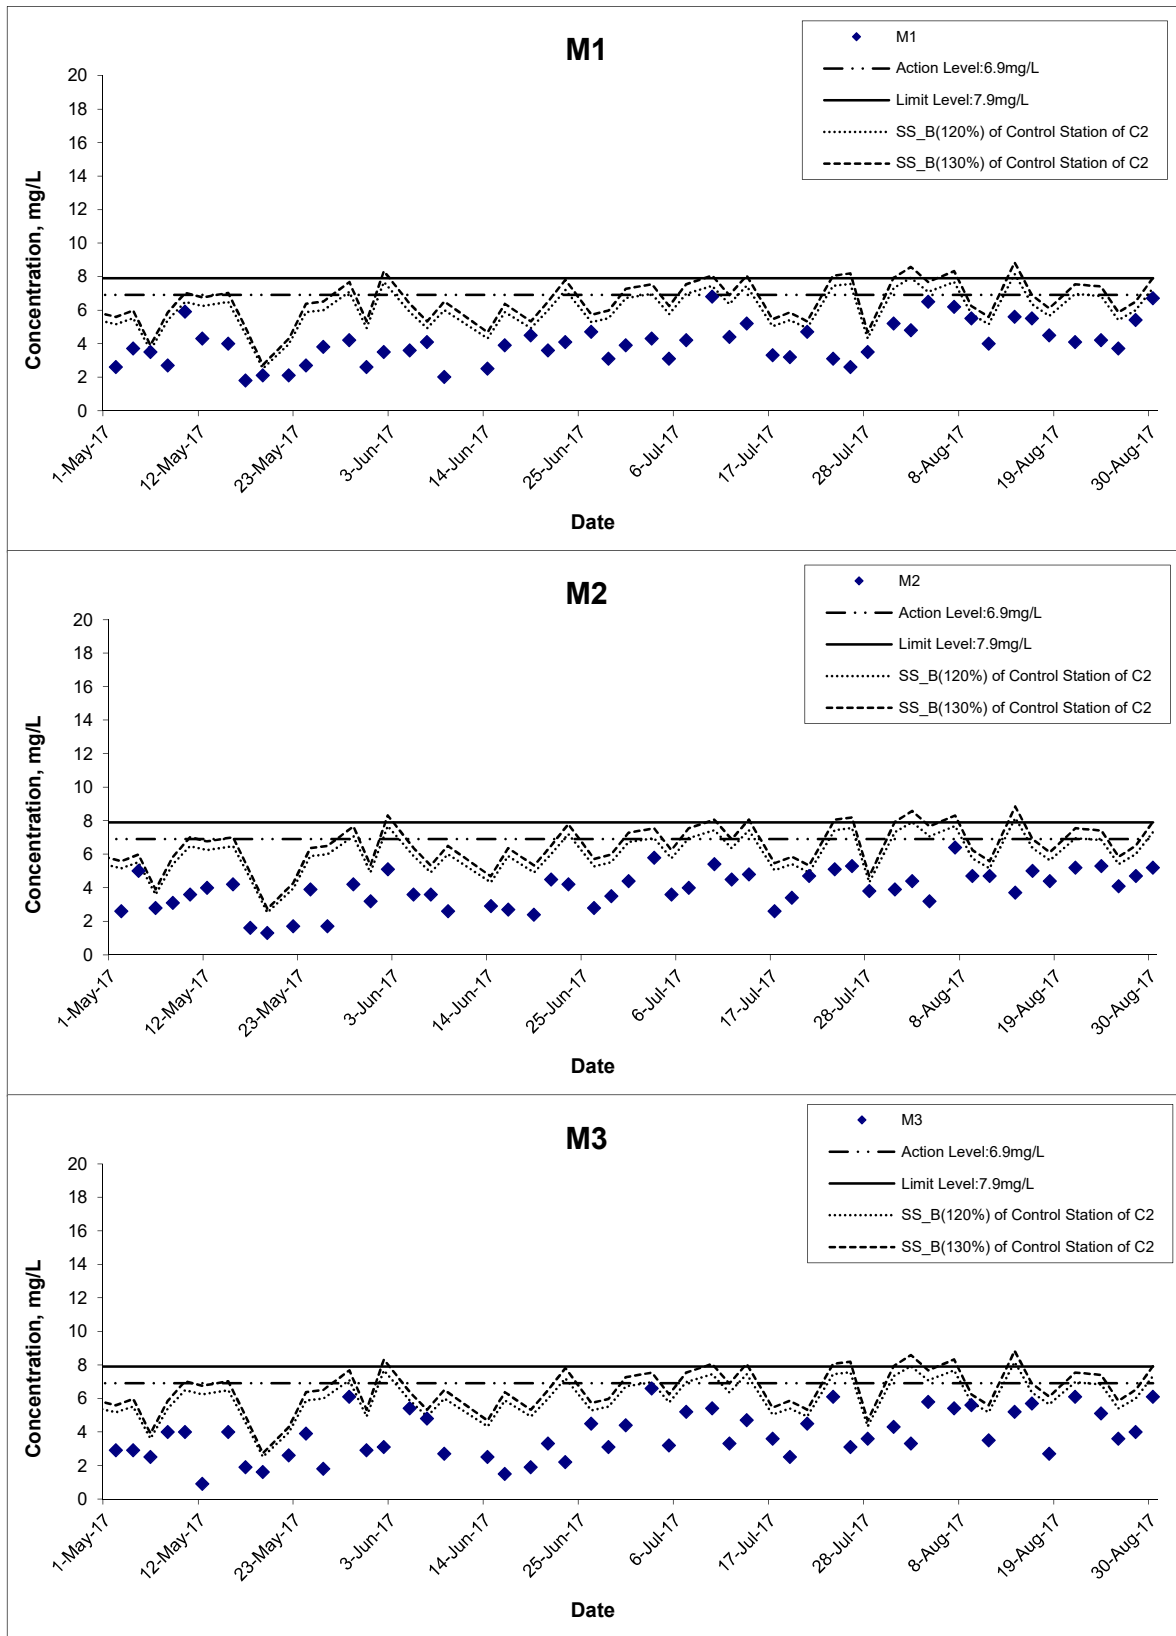 M1
M1
Action Level:6.9mg/L
Limit Level:7.9mg/L
SS_B(120%) of Control Station of C2
SS_B(130%) of Control Station of C2
Concentration, mg/L
20
18
16
14
12
10
8
6
4
2
0
1-May-17
12-May-17
23-May-17
3-Jun-17
14-Jun-17
25-Jun-17
6-Jul-17
17-Jul-17
28-Jul-17
8-Aug-17
19-Aug-17
30-Aug-17
Date
M2
M2
Action Level:6.9mg/L
Limit Level:7.9mg/L
SS_B(120%) of Control Station of C2
SS_B(130%) of Control Station of C2
Concentration, mg/L
20
18
16
14
12
10
8
6
4
2
0
1-May-17
12-May-17
23-May-17
3-Jun-17
14-Jun-17
25-Jun-17
6-Jul-17
17-Jul-17
28-Jul-17
8-Aug-17
19-Aug-17
30-Aug-17
Date
M3
M3
Action Level:6.9mg/L
Limit Level:7.9mg/L
SS_B(120%) of Control Station of C2
SS_B(130%) of Control Station of C2
Concentration, mg/L
20
18
16
14
12
10
8
6
4
2
0
1-May-17
12-May-17
23-May-17
3-Jun-17
14-Jun-17
25-Jun-17
6-Jul-17
17-Jul-17
28-Jul-17
8-Aug-17
19-Aug-17
30-Aug-17
Date